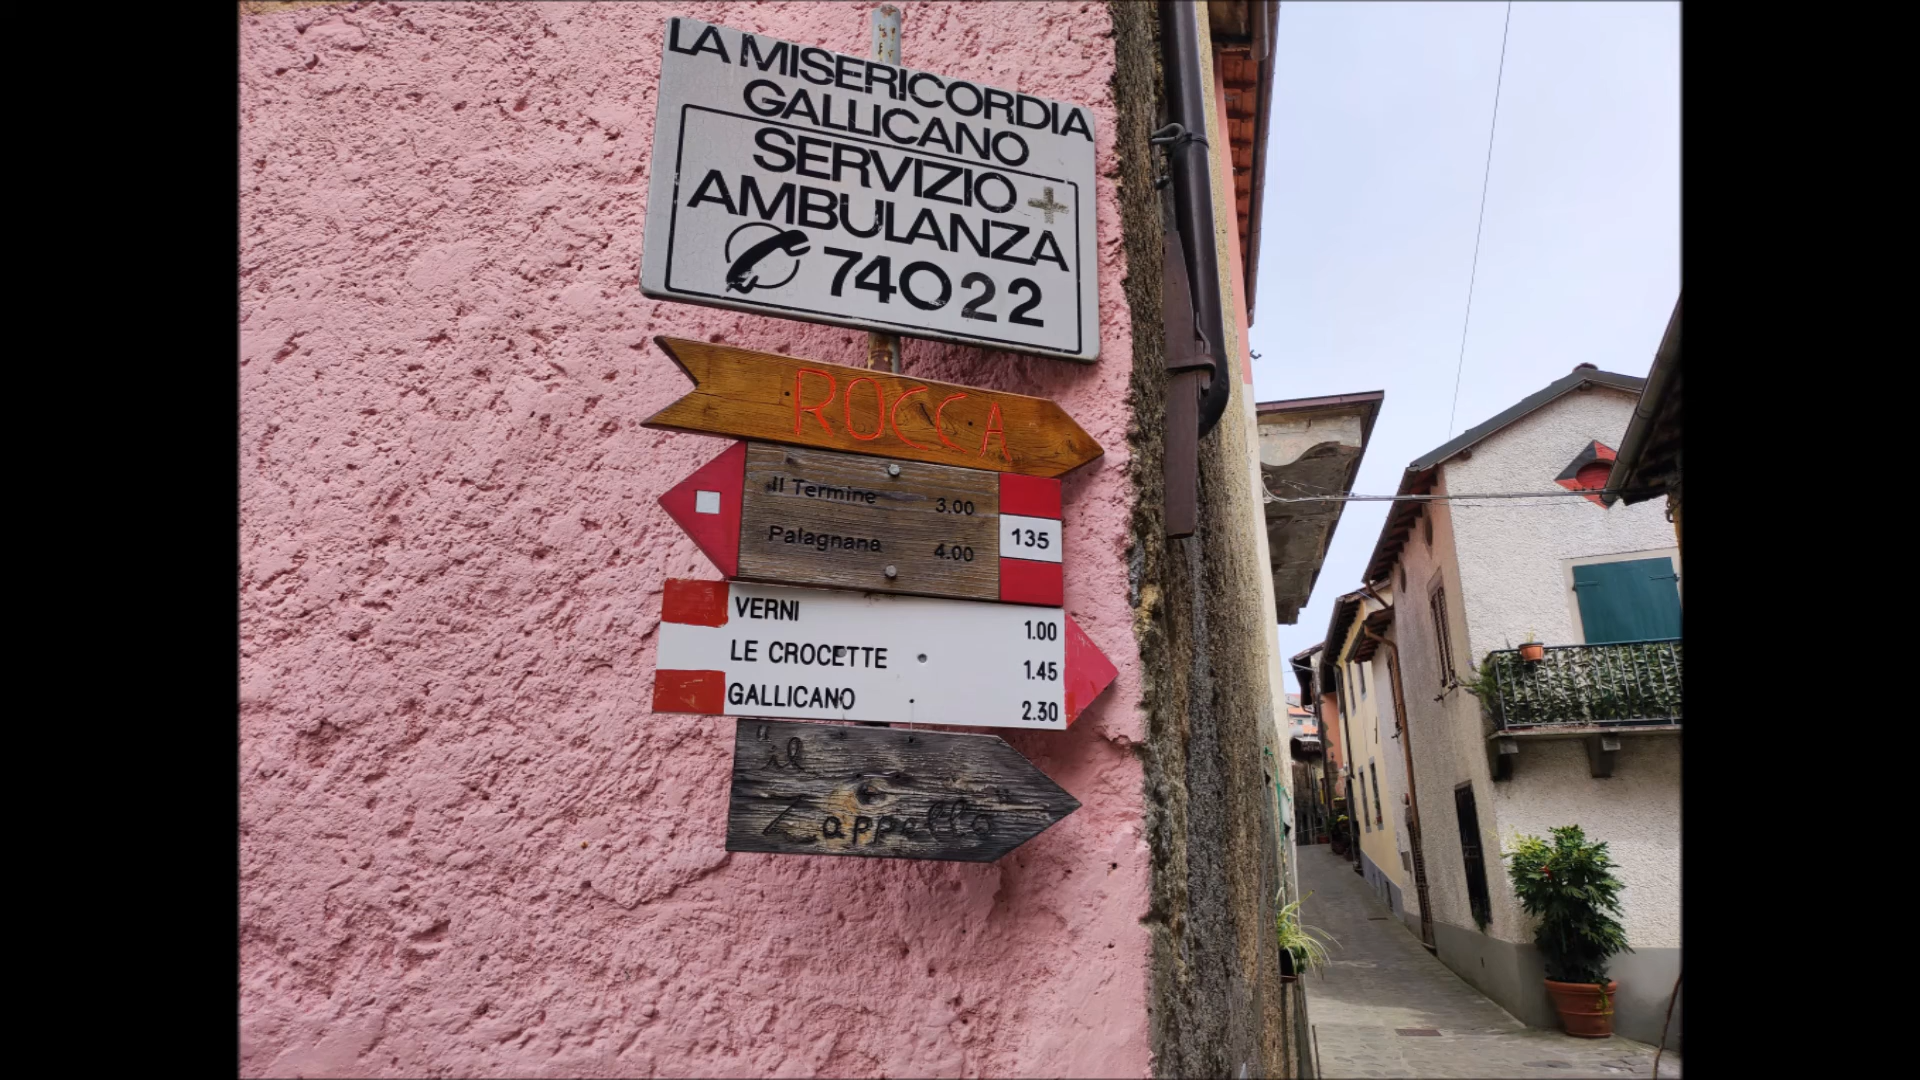 LA MISERICORDIA
GALLICANO
SERVIZIO
AMBULANZA
74022
ROCCA
Il Termine 3.00
Palagnana 4.00
135
VERNI 1.00
LE CROCETTE 1.45
GALLICANO 2.30
"il
Zappello"